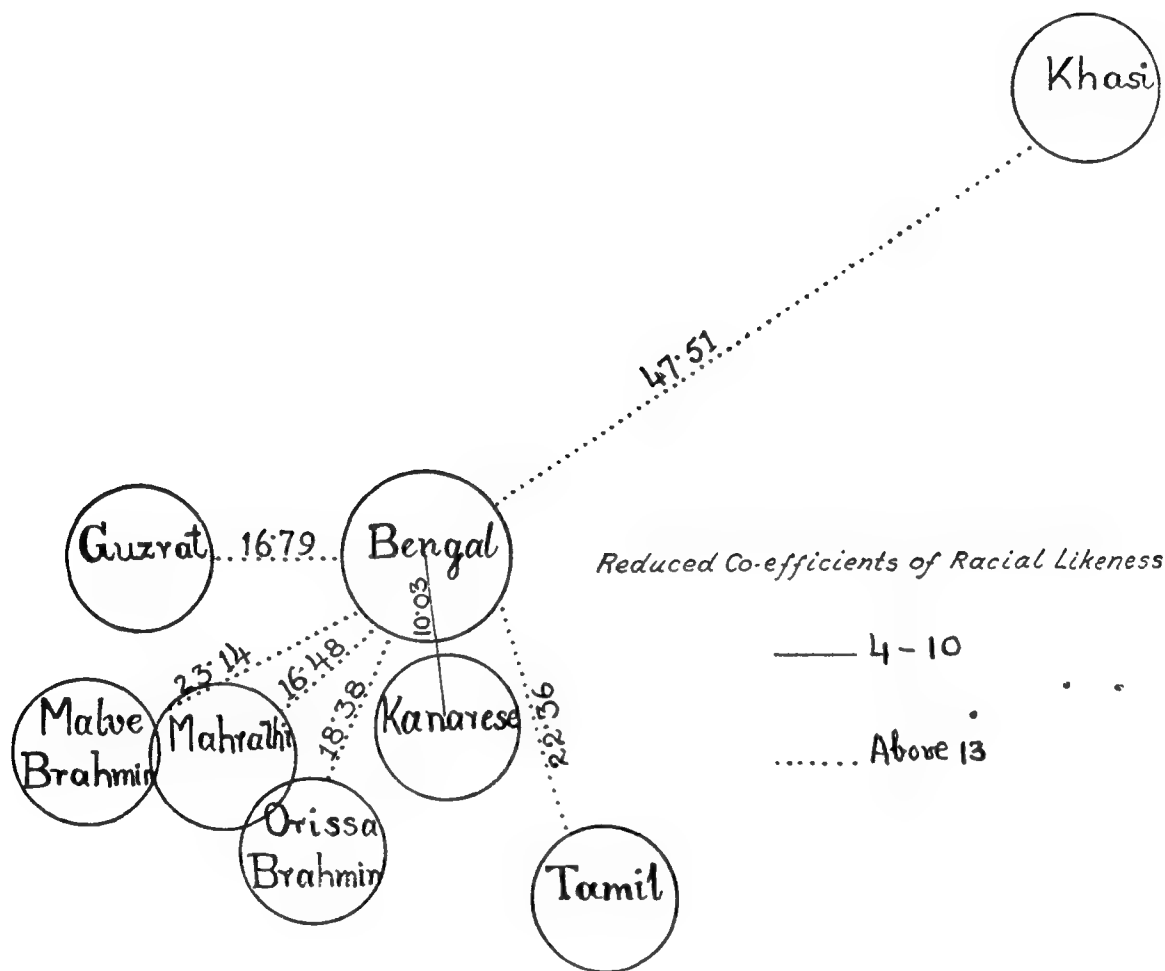 Khasi
47·51
Guzrat
16·79
Bengal
Reduced Co-efficients of Racial Likeness
10·03
4-10
23·14
16·48
18·38
22·36
Malve
Brahmin
Mahrathi
Kanarese
Above 13
Orissa
Brahmin
Tamil